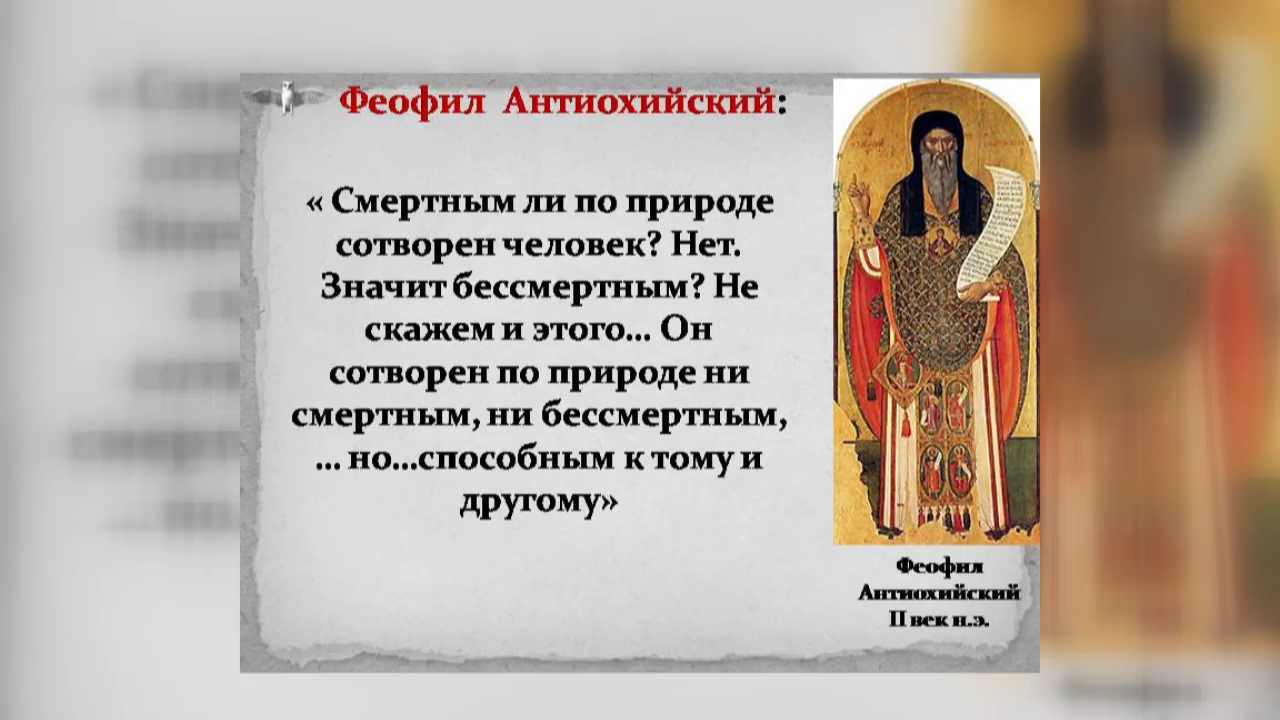 Феофил Антиохийский:
« Смертным ли по природе
сотворен человек? Нет.
Значит бессмертным? Не
скажем и этого... Он
сотворен по природе ни
смертным, ни бессмертным,
... но...способным к тому и
другому»
Феофил
Антиохийский
II век н.э.